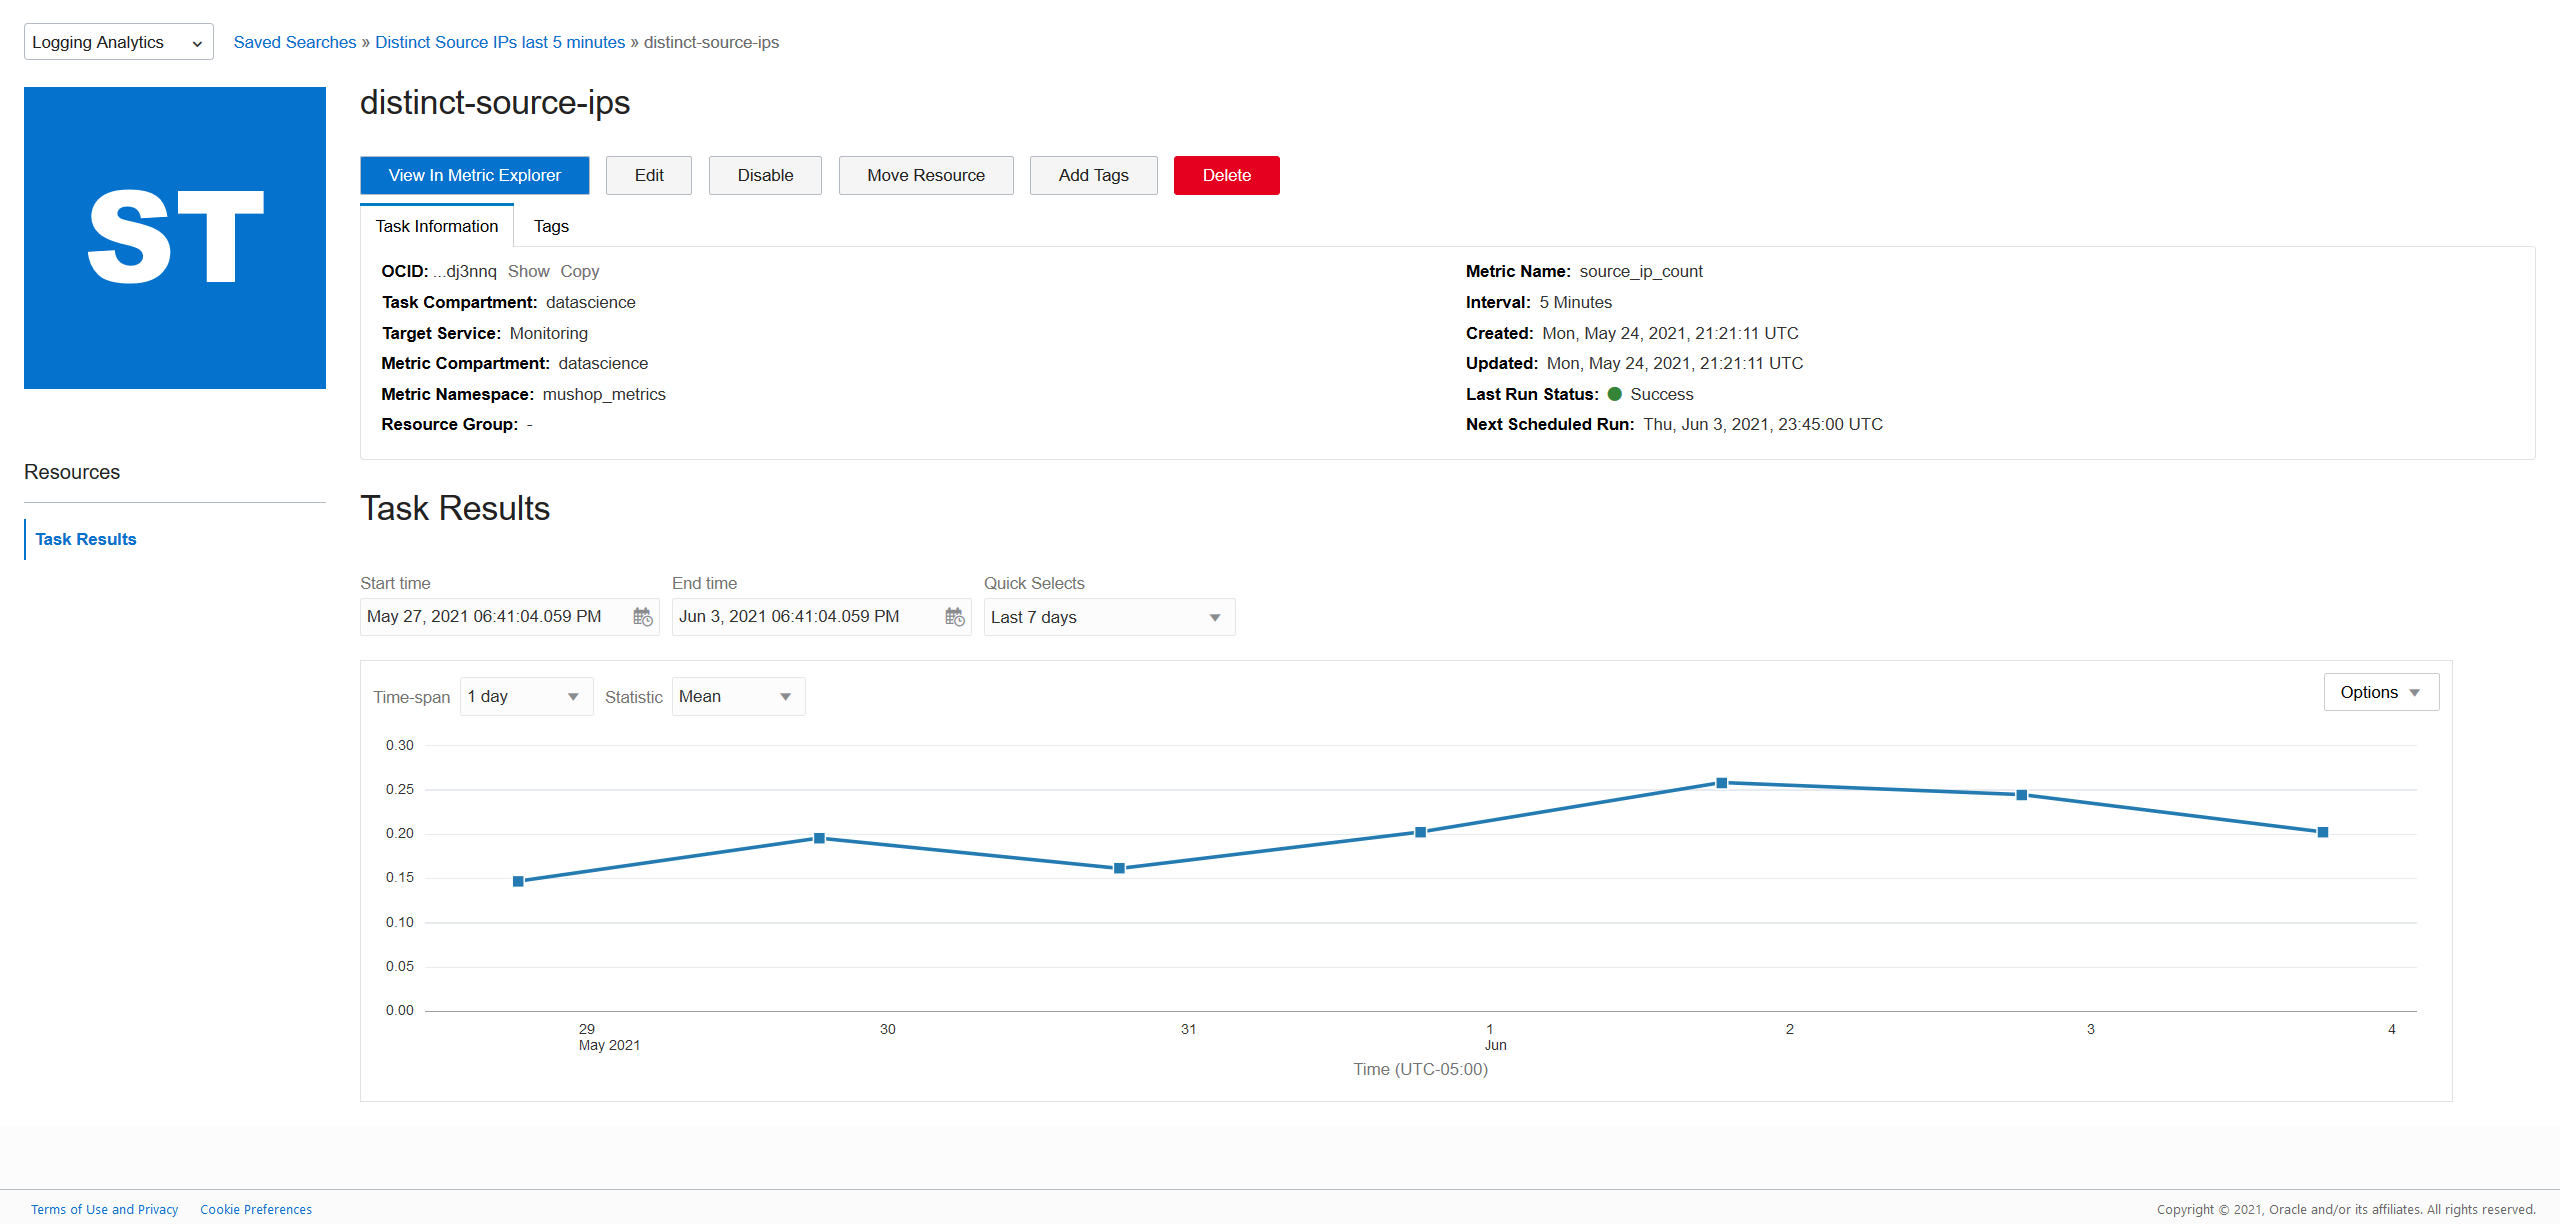 Logging Analytics
Saved Searches » Distinct Source IPs last 5 minutes » distinct-source-ips
ST
distinct-source-ips
View In Metric Explorer Edit Disable Move Resource Add Tags Delete
Task Information Tags
OCID: ...dj3nnq Show Copy
Task Compartment: datascience
Target Service: Monitoring
Metric Compartment: datascience
Metric Namespace: mushop_metrics
Resource Group: -
Metric Name: source_ip_count
Interval: 5 Minutes
Created: Mon, May 24, 2021, 21:21:11 UTC
Updated: Mon, May 24, 2021, 21:21:11 UTC
Last Run Status: Success
Next Scheduled Run: Thu, Jun 3, 2021, 23:45:00 UTC
Resources
Task Results
Task Results
Start time End time Quick Selects
May 27, 2021 06:41:04.059 PM Jun 3, 2021 06:41:04.059 PM Last 7 days
Time-span 1 day Statistic Mean Options
0.30
0.25
0.20
0.15
0.10
0.05
0.00
29 30 31 1 2 3 4
May 2021 Jun
Time (UTC-05:00)
Terms of Use and Privacy Cookie Preferences
Copyright © 2021, Oracle and/or its affiliates. All rights reserved.